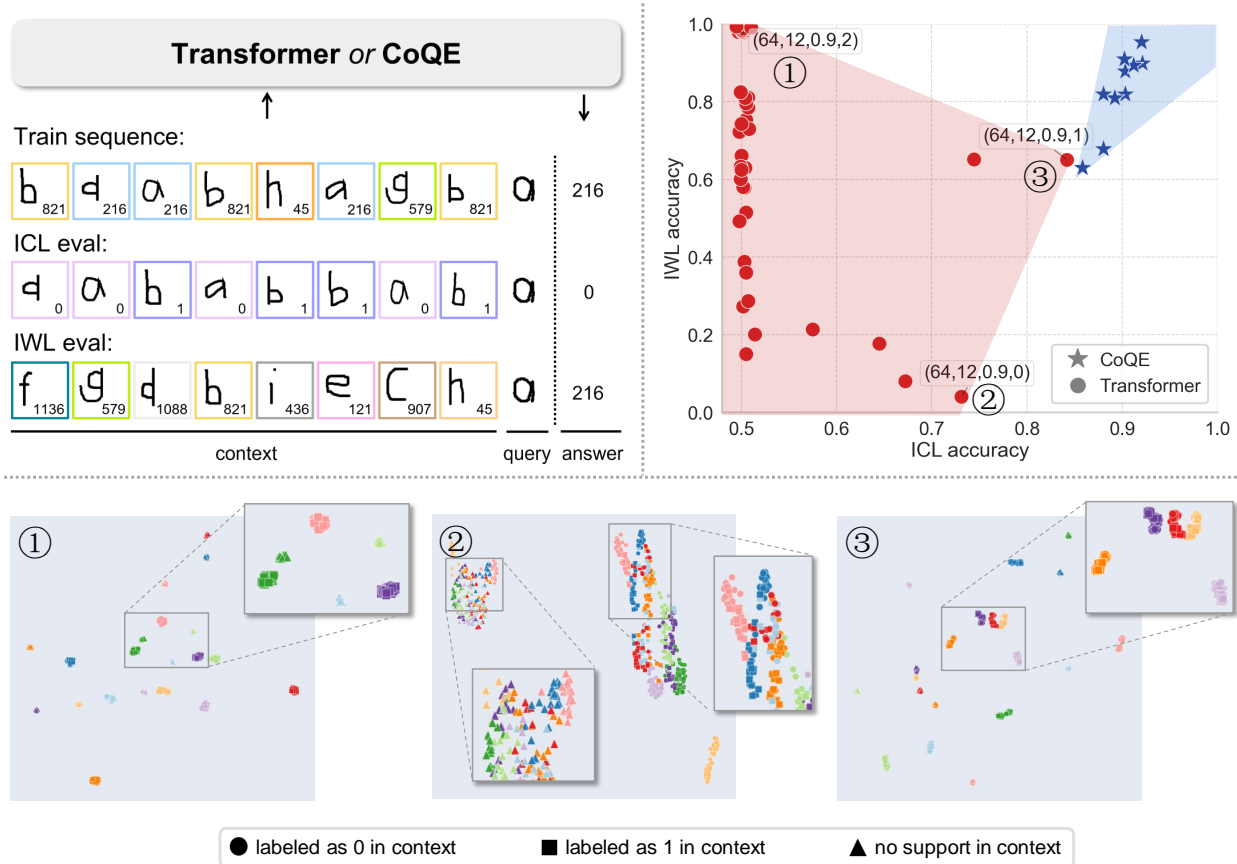 Transformer or CoQE
Train sequence:
b 821 d 216 a 216 b 821 h 45 a 216 g 579 b 821 a 216
ICL eval:
d 0 a 0 b 1 a 0 b 1 b 1 a 0 b 1 a 0
IWL eval:
f 1136 g 579 d 1088 b 821 i 436 e 121 C 907 h 45 a 216
context query answer
IWL accuracy
1.0
0.8
0.6
0.4
0.2
0.0
0.5 0.6 0.7 0.8 0.9 1.0
ICL accuracy
(64,12,0.9,2)
①
(64,12,0.9,1)
③
(64,12,0.9,0)
②
CoQE
Transformer
①
②
③
labeled as 0 in context labeled as 1 in context no support in context